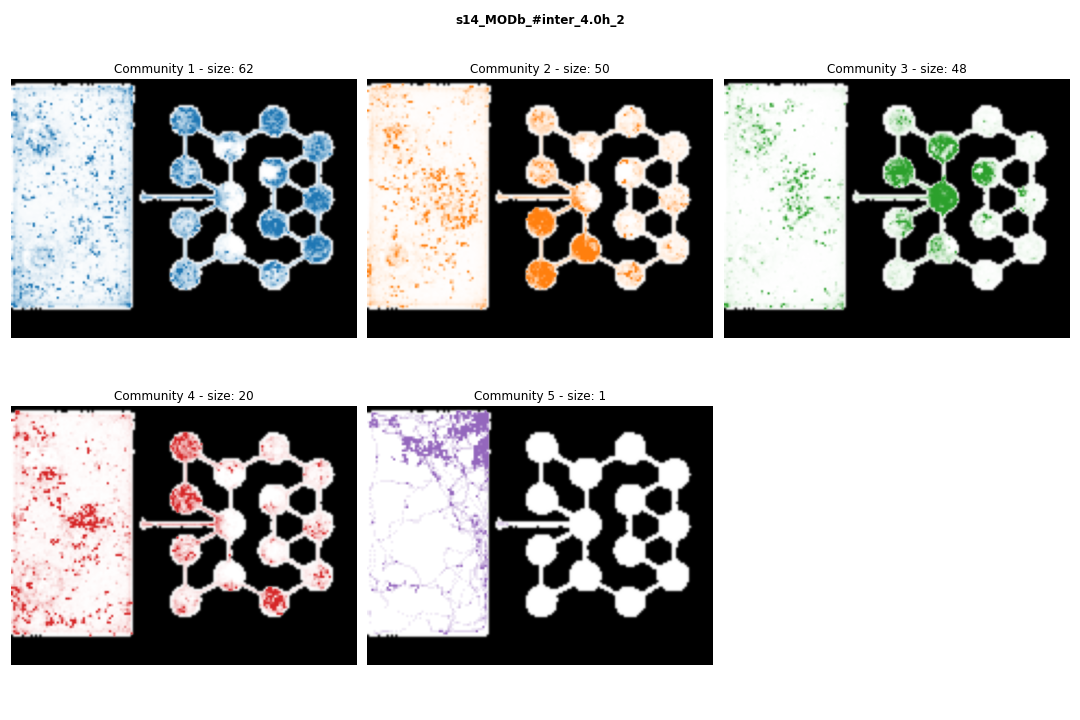 s14_MODb_#inter_4.0h_2
Community 1 - size: 62
Community 2 - size: 50
Community 3 - size: 48
Community 4 - size: 20
Community 5 - size: 1